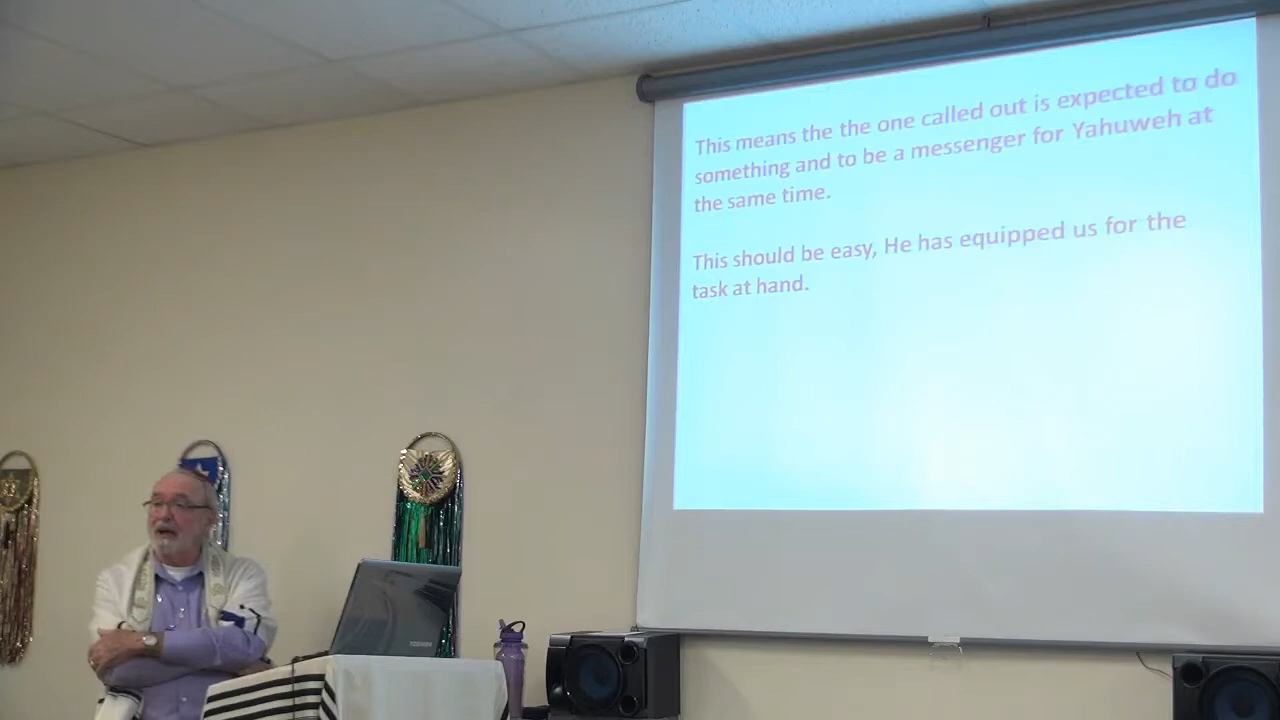 This means the the one called out is expected to do
something and to be a messenger for Yahuweh at
the same time.
This should be easy, He has equipped us for the
task at hand.
TOSHIBA